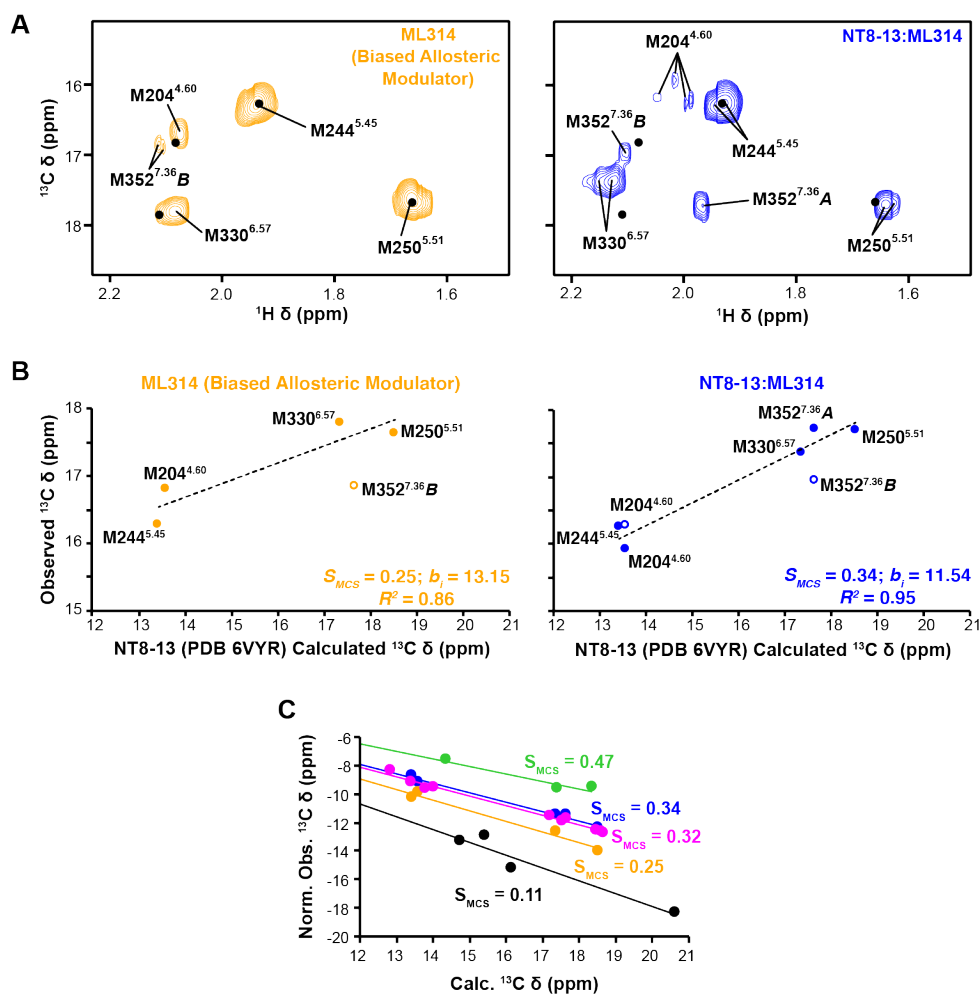 A
ML314
(Biased Allosteric
Modulator)
M204^4.60
M244^5.45
M352^7.36B
M330^6.57
M250^5.51
16
17
18
13C δ (ppm)
2.2
2.0
1.8
1.6
1H δ (ppm)
NT8-13:ML314
M204^4.60
M352^7.36B
M244^5.45
M352^7.36A
M330^6.57
M250^5.51
2.2
2.0
1.8
1.6
1H δ (ppm)
B
ML314 (Biased Allosteric Modulator)
18
17
16
15
Observed 13C δ (ppm)
M330^6.57
M250^5.51
M204^4.60
M352^7.36B
M244^5.45
S_MCS = 0.25; b_i = 13.15
R² = 0.86
12 13 14 15 16 17 18 19 20 21
NT8-13 (PDB 6VYR) Calculated 13C δ (ppm)
NT8-13:ML314
M352^7.36A
M330^6.57
M250^5.51
M352^7.36B
M204^4.60
M244^5.45
M204^4.60
S_MCS = 0.34; b_i = 11.54
R² = 0.95
12 13 14 15 16 17 18 19 20 21
NT8-13 (PDB 6VYR) Calculated 13C δ (ppm)
C
-6
-8
-10
-12
-14
-16
-18
-20
Norm. Obs. 13C δ (ppm)
S_MCS = 0.47
S_MCS = 0.34
S_MCS = 0.32
S_MCS = 0.25
S_MCS = 0.11
12 13 14 15 16 17 18 19 20 21
Calc. 13C δ (ppm)